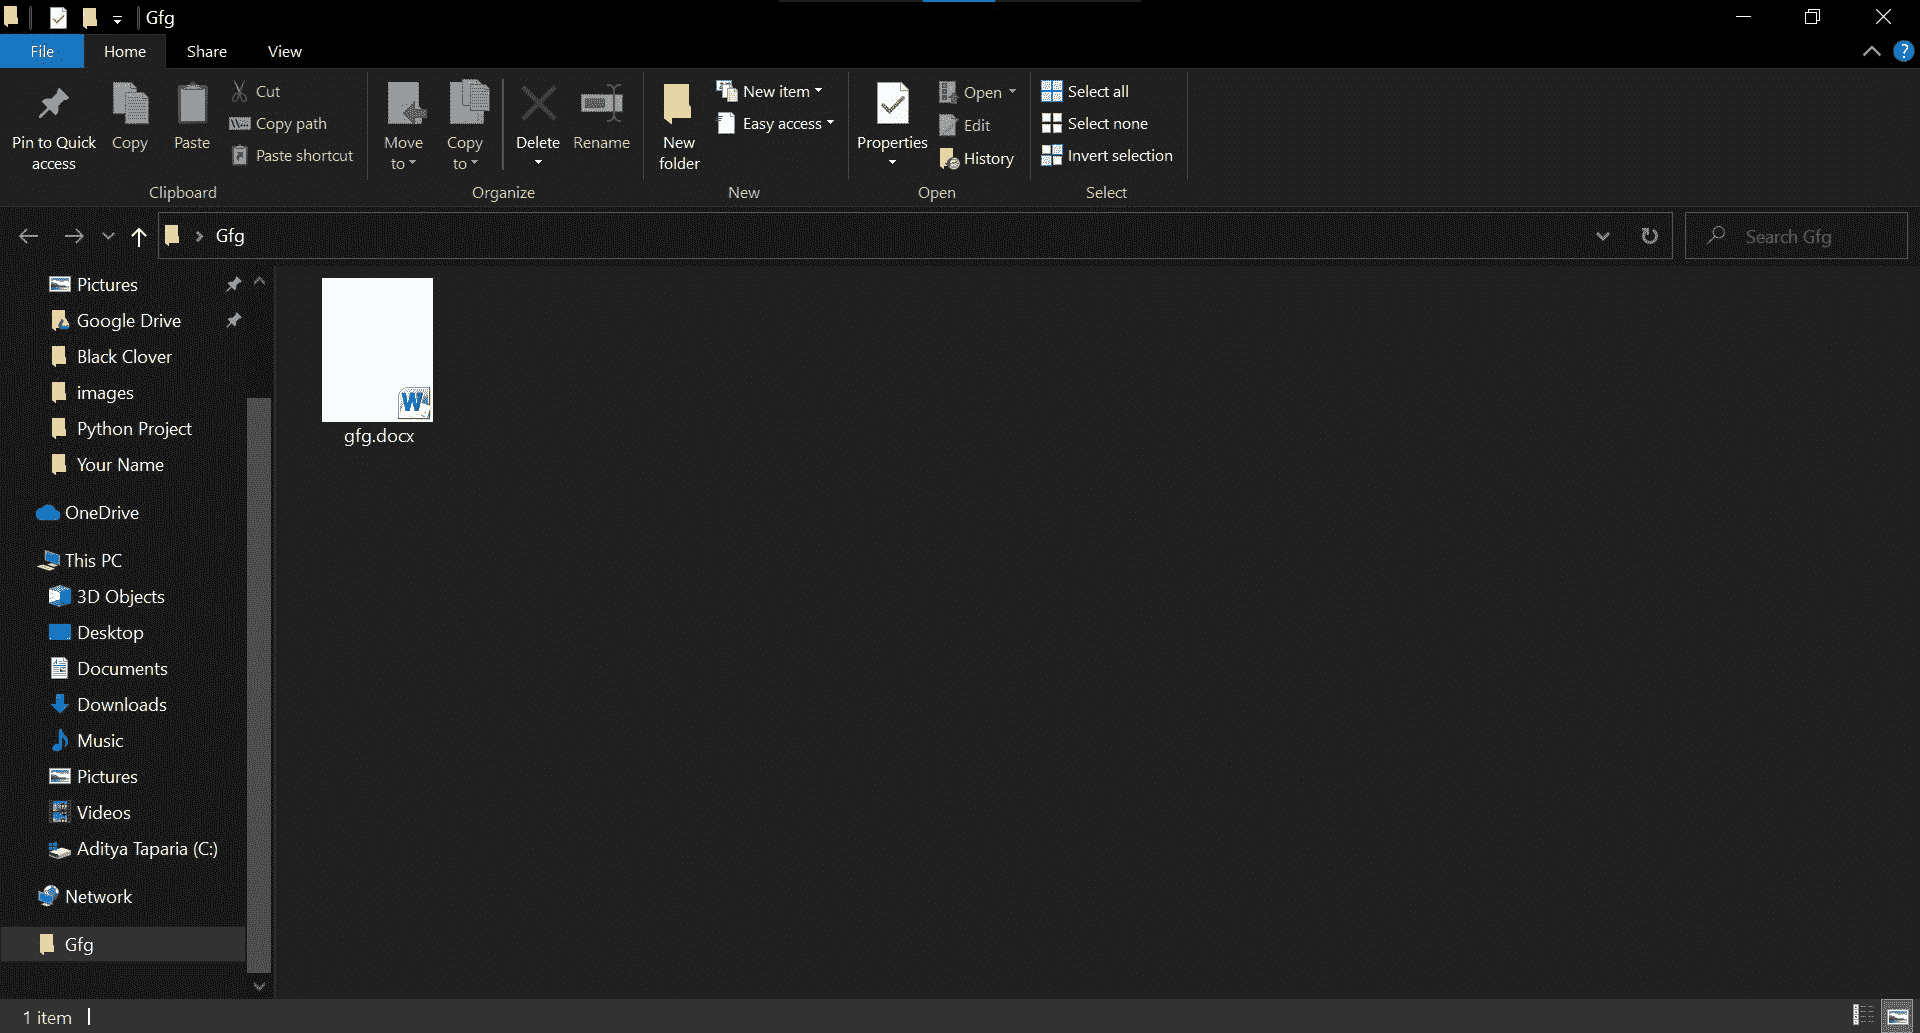 Gfg
File Home Share View
?
Pin to Quick access
Copy
Paste
Cut
Copy path
Paste shortcut
Clipboard
Move to
Copy to
Delete
Rename
Organize
New folder
New item
Easy access
New
Properties
Open
Edit
History
Open
Select all
Select none
Invert selection
Select
Gfg
Search Gfg
Pictures
Google Drive
Black Clover
images
Python Project
Your Name
OneDrive
This PC
3D Objects
Desktop
Documents
Downloads
Music
Pictures
Videos
Aditya Taparia (C:)
Network
Gfg
W
gfg.docx
1 item